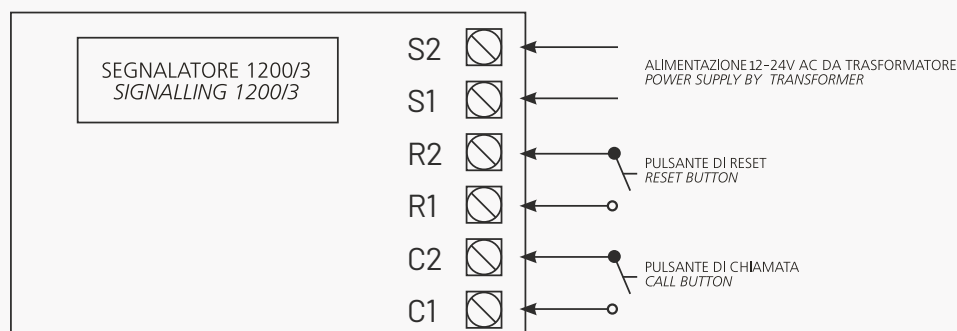 SEGNALATORE 1200/3
SIGNALLING 1200/3
S2
ALIMENTAZIONE 12-24V AC DA TRASFORMATORE
POWER SUPPLY BY TRANSFORMER
S1
R2
PULSANTE DI RESET
RESET BUTTON
R1
C2
PULSANTE DI CHIAMATA
CALL BUTTON
C1